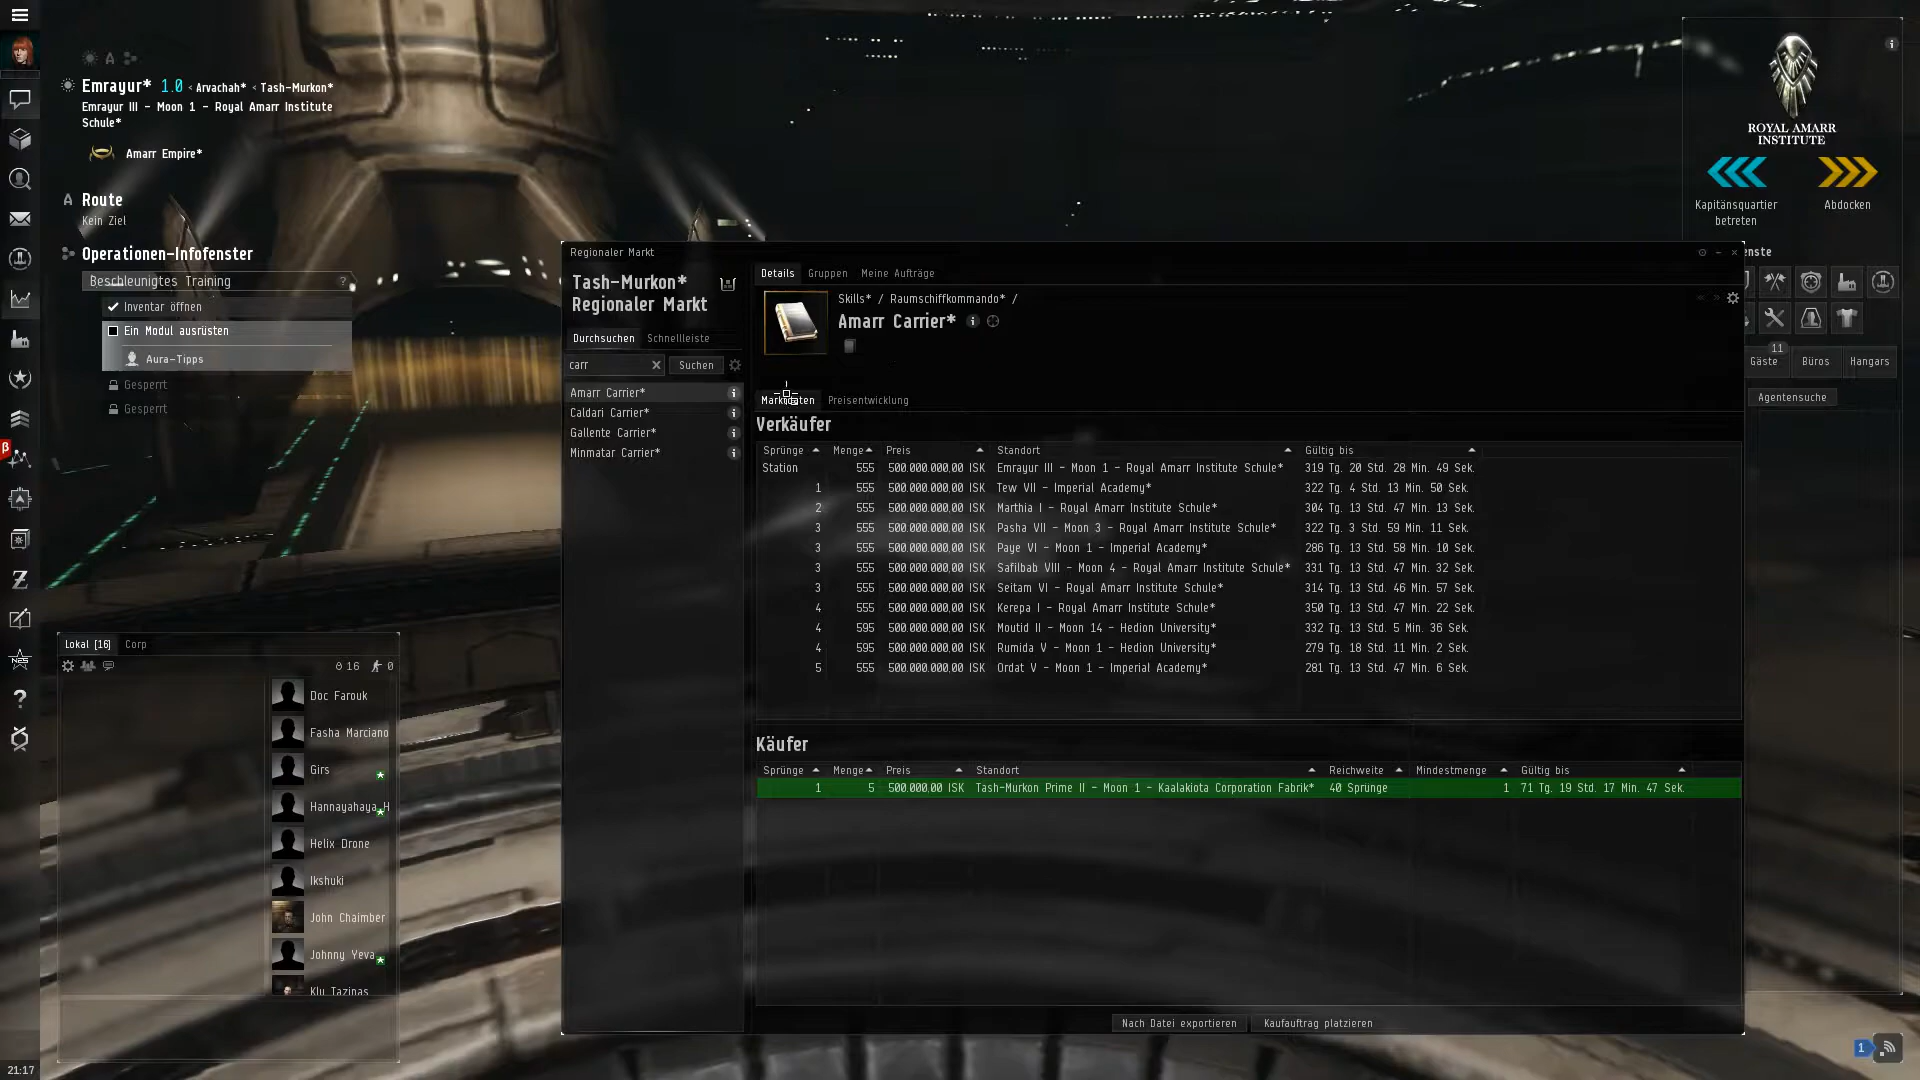 Emrayur* 1.0 < Arvachah* < Tash-Murkon*
Emrayur III - Moon 1 - Royal Amarr Institute
Schule*
Amarr Empire*
Route
Kein Ziel
Operationen-Infofenster
Beschleunigtes Training
?
Inventar öffnen
Ein Modul ausrüsten
Aura-Tipps
Gesperrt
Gesperrt
Lokal [16] Corp
16 0
Doc Farouk
Fasha Marciano
Girs
Hannayahaya H
Helix Drone
Ikshuki
John Chaimber
Johnny Yeva
Klu Tazinas
21:17
Regionaler Markt
Tash-Murkon*
Regionaler Markt
Durchsuchen Schnellleiste
carr
Suchen
Amarr Carrier*
Caldari Carrier*
Gallente Carrier*
Minmatar Carrier*
Details Gruppen Meine Aufträge
Skills* / Raumschiffkommando* /
Amarr Carrier*
Preisentwicklung
Verkäufer
Sprünge Menge Preis Standort Gültig bis
Station 555 500.000.000,00 ISK Emrayur III - Moon 1 - Royal Amarr Institute Schule* 319 Tg. 20 Std. 28 Min. 49 Sek.
1 555 500.000.000,00 ISK Tew VII - Imperial Academy* 322 Tg. 4 Std. 13 Min. 50 Sek.
2 555 500.000.000,00 ISK Marthia I - Royal Amarr Institute Schule* 304 Tg. 13 Std. 47 Min. 13 Sek.
3 555 500.000.000,00 ISK Pasha VII - Moon 3 - Royal Amarr Institute Schule* 322 Tg. 3 Std. 59 Min. 11 Sek.
3 555 500.000.000,00 ISK Paye VI - Moon 1 - Imperial Academy* 286 Tg. 13 Std. 58 Min. 10 Sek.
3 555 500.000.000,00 ISK Safilbab VIII - Moon 4 - Royal Amarr Institute Schule* 331 Tg. 13 Std. 47 Min. 32 Sek.
3 555 500.000.000,00 ISK Seitam VI - Royal Amarr Institute Schule* 314 Tg. 13 Std. 46 Min. 57 Sek.
4 555 500.000.000,00 ISK Kerepa I - Royal Amarr Institute Schule* 350 Tg. 13 Std. 47 Min. 22 Sek.
4 595 500.000.000,00 ISK Moutid II - Moon 14 - Hedion University* 332 Tg. 13 Std. 5 Min. 36 Sek.
4 595 500.000.000,00 ISK Rumida V - Moon 1 - Hedion University* 279 Tg. 18 Std. 11 Min. 2 Sek.
5 555 500.000.000,00 ISK Ordat V - Moon 1 - Imperial Academy* 281 Tg. 13 Std. 47 Min. 6 Sek.
Käufer
Sprünge Menge Preis Standort Reichweite Mindestmenge Gültig bis
1 5 500.000,00 ISK Tash-Murkon Prime II - Moon 1 - Kaalakiota Corporation Fabrik* 40 Sprünge 1 71 Tg. 19 Std. 17 Min. 47 Sek.
Nach Datei exportieren Kaufauftrag platzieren
ROYAL AMARR
INSTITUTE
Kapitänsquartier
betreten
Abdocken
enste
11
Gäste Büros Hangars
Agentensuche
1